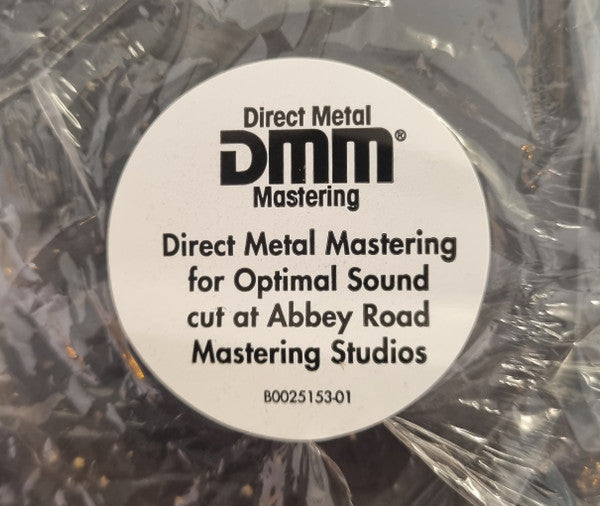 Direct Metal
DMM®
Mastering
Direct Metal Mastering
for Optimal Sound
cut at Abbey Road
Mastering Studios
B0025153-01